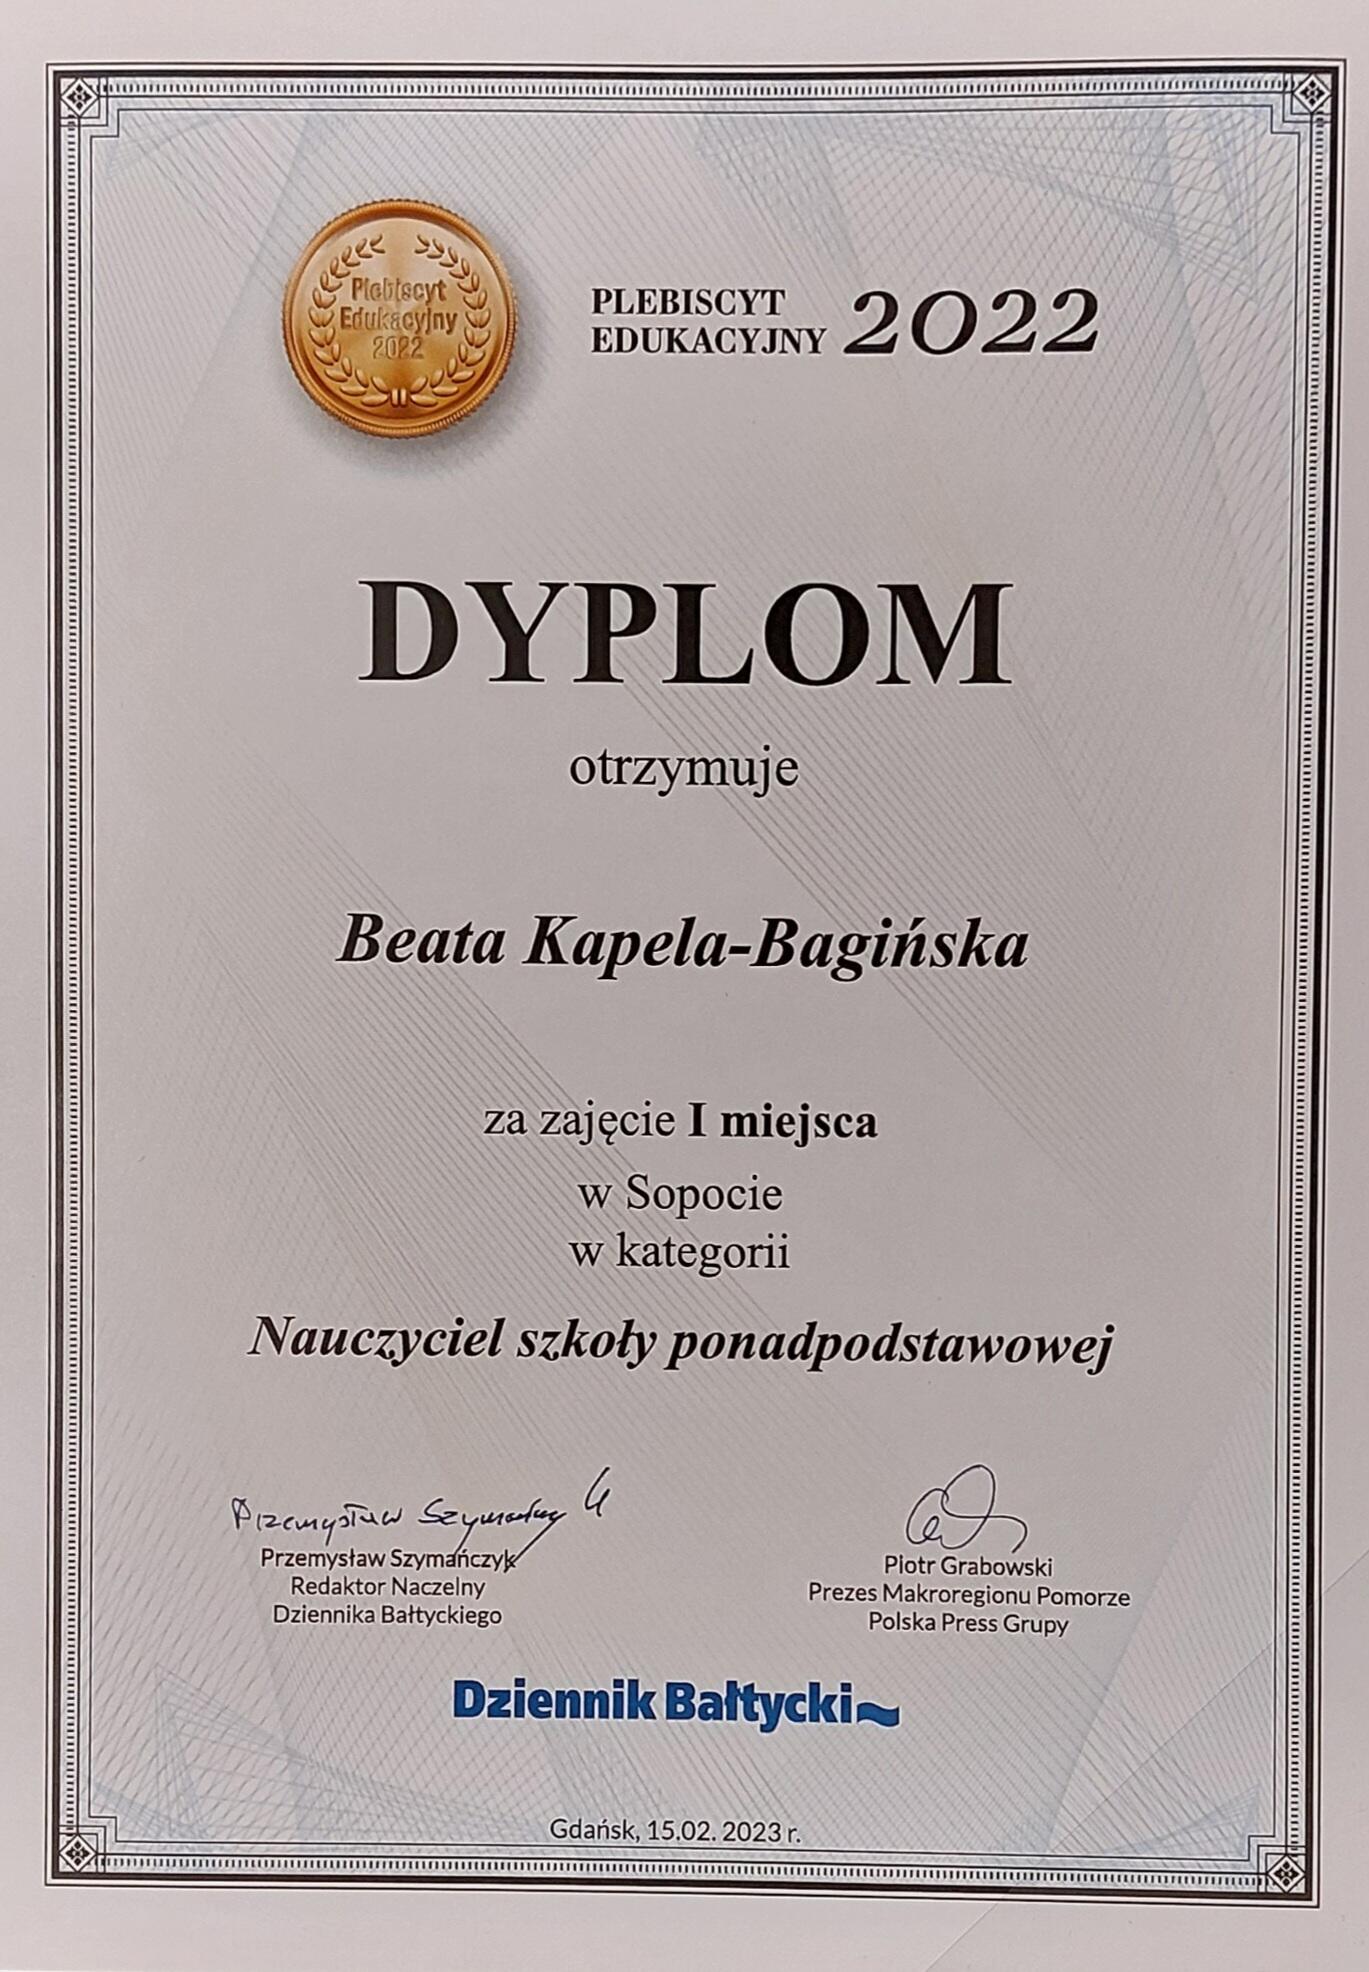 Plebiscyt
Edukacyjny
2022
PLEBISCYT
EDUKACYJNY 2022
DYPLOM
otrzymuje
Beata Kapela-Bagińska
za zajęcie I miejsca
w Sopocie
w kategorii
Nauczyciel szkoły ponadpodstawowej
Przemysław
Przemysław Szymańczyk
Redaktor Naczelny
Dziennika Bałtyckiego
Piotr Grabowski
Prezes Makroregionu Pomorze
Polska Press Grupy
Dziennik Bałtycki
Gdańsk, 15.02. 2023 r.